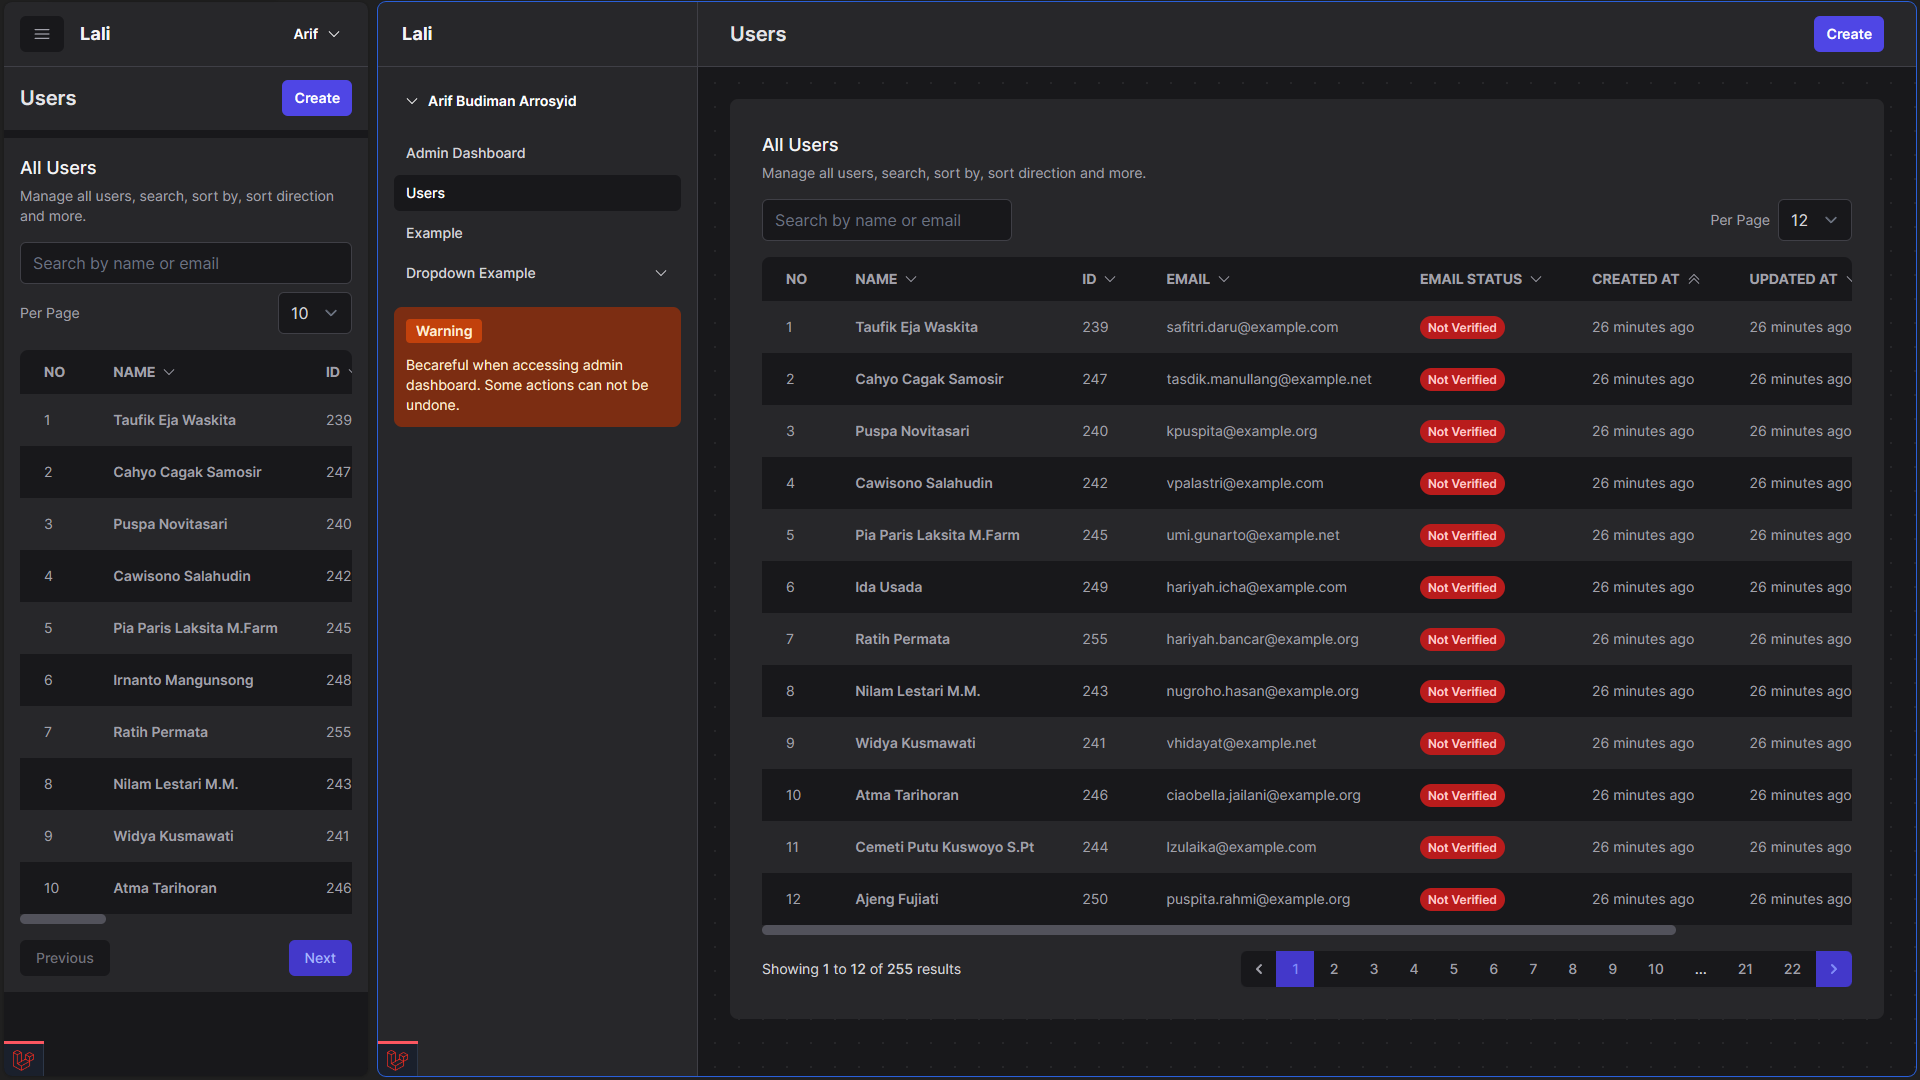 Lali
Arif
Users
Create
All Users
Manage all users, search, sort by, sort direction
and more.
Search by name or email
Per Page
10
NO NAME ID
1 Taufik Eja Waskita 239
2 Cahyo Cagak Samosir 247
3 Puspa Novitasari 240
4 Cawisono Salahudin 242
5 Pia Paris Laksita M.Farm 245
6 Irnanto Mangunsong 248
7 Ratih Permata 255
8 Nilam Lestari M.M. 243
9 Widya Kusmawati 241
10 Atma Tarihoran 246
Previous
Next
Lali
Arif Budiman Arrosyid
Admin Dashboard
Users
Example
Dropdown Example
Warning
Becareful when accessing admin
dashboard. Some actions can not be
undone.
Users
Create
All Users
Manage all users, search, sort by, sort direction and more.
Search by name or email
Per Page
12
NO NAME ID EMAIL EMAIL STATUS CREATED AT UPDATED AT
1 Taufik Eja Waskita 239 safitri.daru@example.com Not Verified 26 minutes ago 26 minutes ago
2 Cahyo Cagak Samosir 247 tasdik.manullang@example.net Not Verified 26 minutes ago 26 minutes ago
3 Puspa Novitasari 240 kpuspita@example.org Not Verified 26 minutes ago 26 minutes ago
4 Cawisono Salahudin 242 vpalastri@example.com Not Verified 26 minutes ago 26 minutes ago
5 Pia Paris Laksita M.Farm 245 umi.gunarto@example.net Not Verified 26 minutes ago 26 minutes ago
6 Ida Usada 249 hariyah.icha@example.com Not Verified 26 minutes ago 26 minutes ago
7 Ratih Permata 255 hariyah.bancar@example.org Not Verified 26 minutes ago 26 minutes ago
8 Nilam Lestari M.M. 243 nugroho.hasan@example.org Not Verified 26 minutes ago 26 minutes ago
9 Widya Kusmawati 241 vhidayat@example.net Not Verified 26 minutes ago 26 minutes ago
10 Atma Tarihoran 246 ciaobella.jailani@example.org Not Verified 26 minutes ago 26 minutes ago
11 Cemeti Putu Kuswoyo S.Pt 244 lzulaika@example.com Not Verified 26 minutes ago 26 minutes ago
12 Ajeng Fujiati 250 puspita.rahmi@example.org Not Verified 26 minutes ago 26 minutes ago
Showing 1 to 12 of 255 results
1 2 3 4 5 6 7 8 9 10 ... 21 22